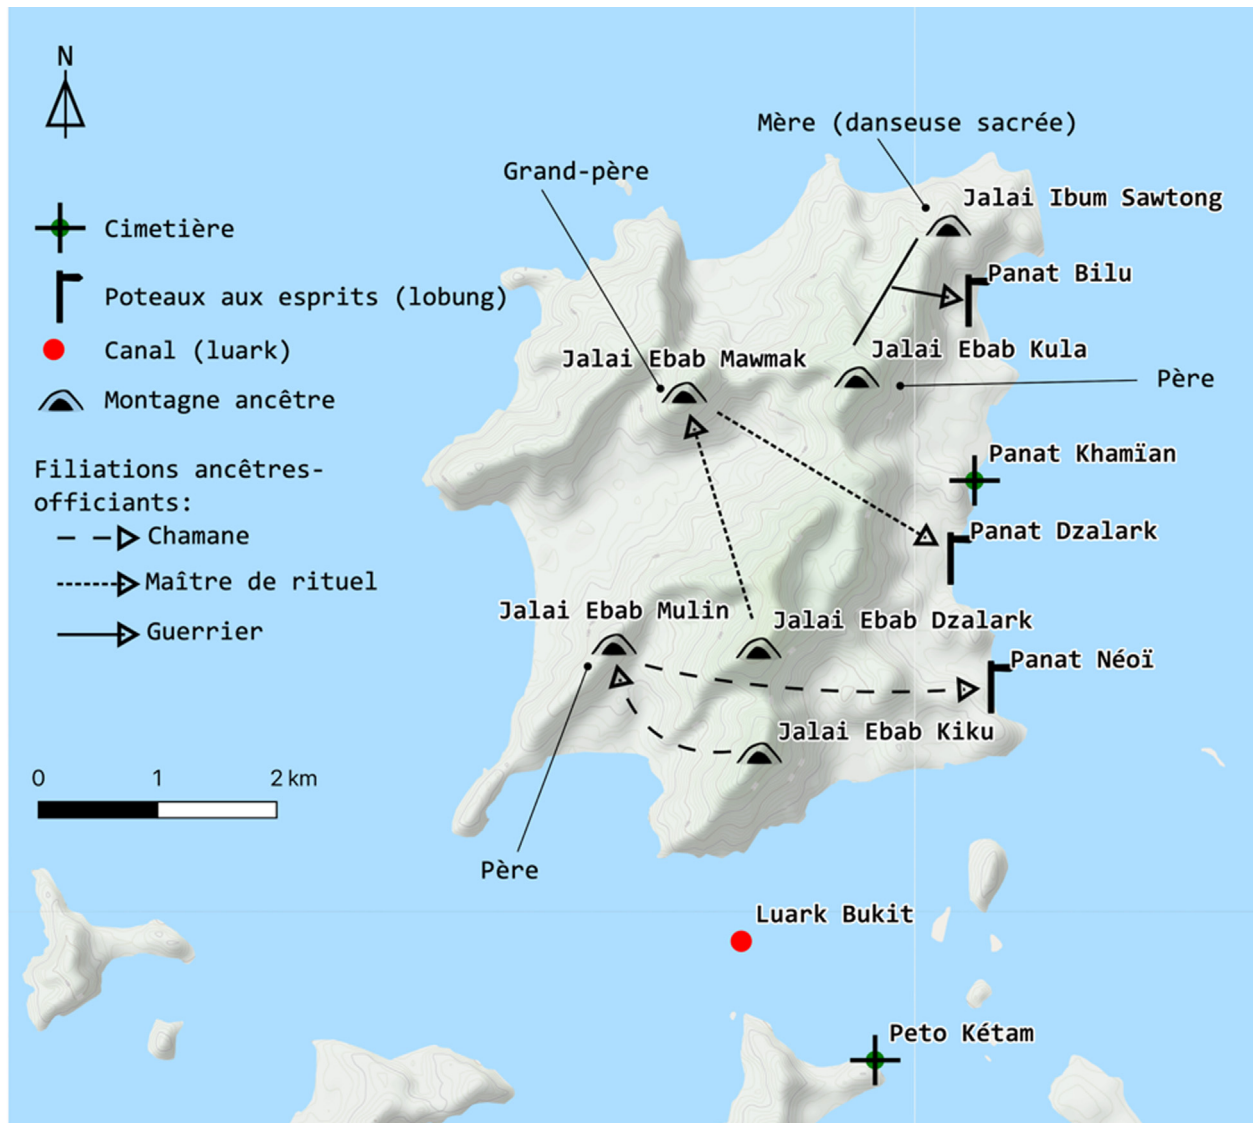 N
Cimetière
Poteaux aux esprits (lobung)
Canal (luark)
Montagne ancêtre
Filiations ancêtres-
officiants:
Chamane
Maître de rituel
Guerrier
0 1 2 km
Mère (danseuse sacrée)
Grand-père
Jalai Ibum Sawtong
Panat Bilu
Jalai Ebab Mawmak
Jalai Ebab Kula
Père
Panat Khamïan
Panat Dzalark
Jalai Ebab Mulin
Jalai Ebab Dzalark
Panat Néoï
Jalai Ebab Kiku
Père
Luark Bukit
Peto Kétam